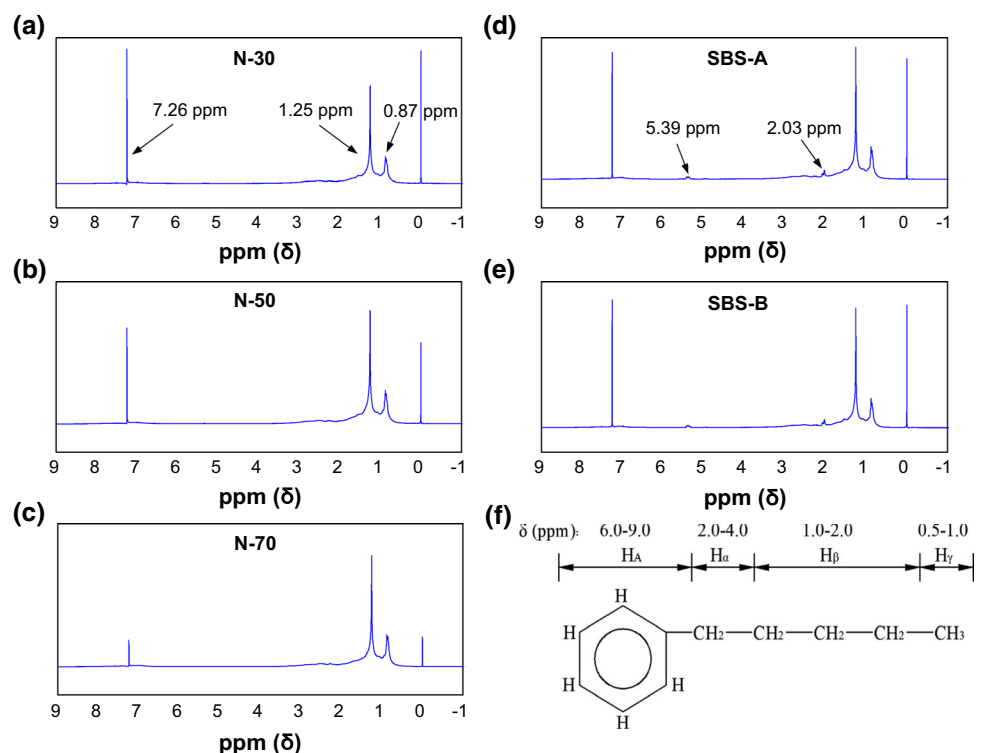 (a)
N-30
7.26 ppm
1.25 ppm
0.87 ppm
9 8 7 6 5 4 3 2 1 0 -1
ppm (δ)
(b)
N-50
9 8 7 6 5 4 3 2 1 0 -1
ppm (δ)
(c)
N-70
9 8 7 6 5 4 3 2 1 0 -1
ppm (δ)
(d)
SBS-A
5.39 ppm
2.03 ppm
9 8 7 6 5 4 3 2 1 0 -1
ppm (δ)
(e)
SBS-B
9 8 7 6 5 4 3 2 1 0 -1
ppm (δ)
(f)
δ (ppm): 6.0-9.0 2.0-4.0 1.0-2.0 0.5-1.0
HA Hα Hβ Hγ
H
H CH2 CH2 CH2 CH2 CH3
H H
H